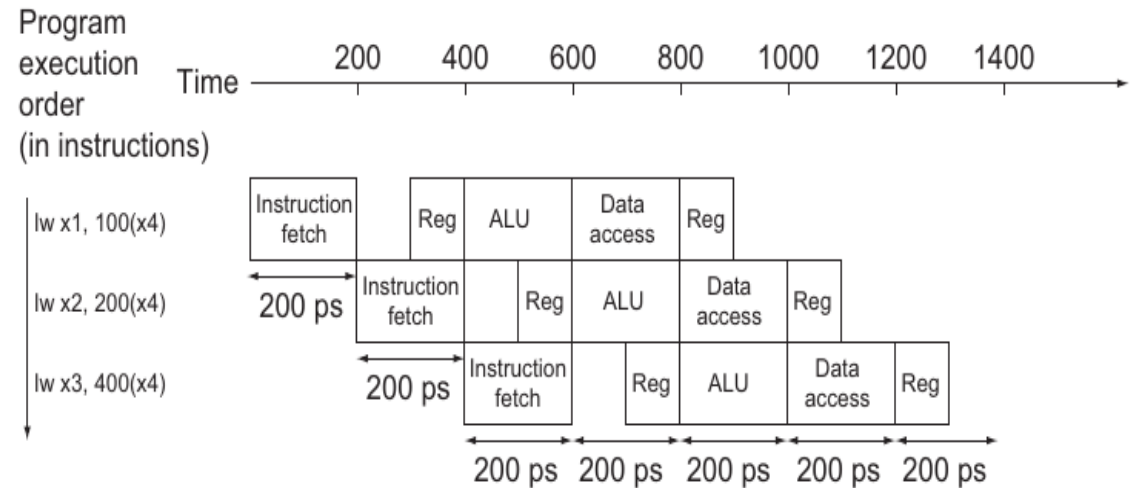 Program
execution
order
(in instructions)
Time
200 400 600 800 1000 1200 1400
lw x1, 100(x4)
Instruction
fetch
Reg
ALU
Data
access
Reg
200 ps
lw x2, 200(x4)
Instruction
fetch
Reg
ALU
Data
access
Reg
200 ps
lw x3, 400(x4)
Instruction
fetch
Reg
ALU
Data
access
Reg
200 ps 200 ps 200 ps 200 ps 200 ps